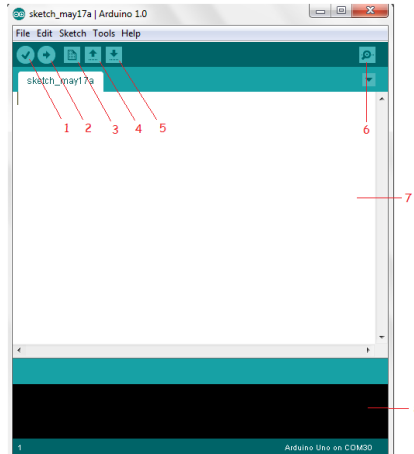 sketch_may17a | Arduino 1.0
File Edit Sketch Tools Help
sketch_may17a
1 2 3 4 5 6
7
1 Arduino Uno on COM30